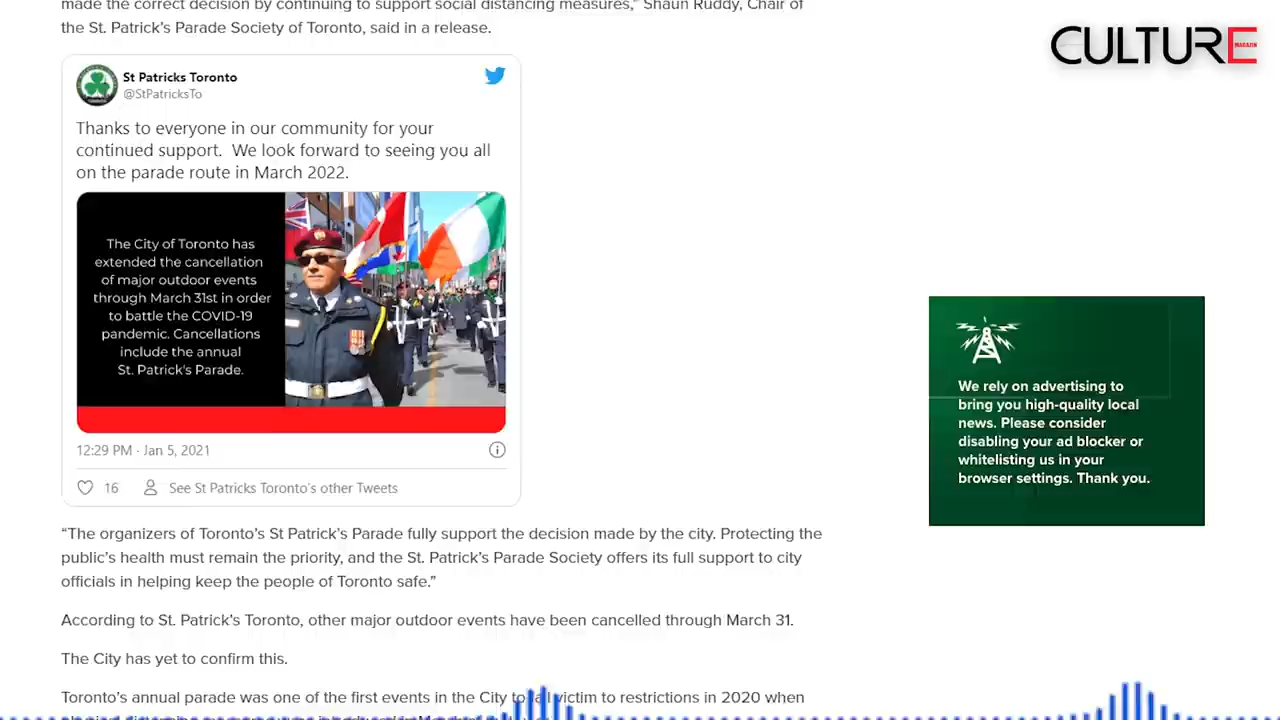 made the correct decision by continuing to support social distancing measures,” Shaun Ruddy, Chair of
the St. Patrick’s Parade Society of Toronto, said in a release.
CULTURE
MAGAZIN
St Patricks Toronto
@StPatricksTo
Thanks to everyone in our community for your
continued support. We look forward to seeing you all
on the parade route in March 2022.
The City of Toronto has
extended the cancellation
of major outdoor events
through March 31st in order
to battle the COVID-19
pandemic. Cancellations
include the annual
St. Patrick's Parade.
12:29 PM · Jan 5, 2021
16
See St Patricks Toronto's other Tweets
We rely on advertising to
bring you high-quality local
news. Please consider
disabling your ad blocker or
whitelisting us in your
browser settings. Thank you.
“The organizers of Toronto’s St Patrick’s Parade fully support the decision made by the city. Protecting the
public’s health must remain the priority, and the St. Patrick’s Parade Society offers its full support to city
officials in helping keep the people of Toronto safe.”
According to St. Patrick’s Toronto, other major outdoor events have been cancelled through March 31.
The City has yet to confirm this.
Toronto’s annual parade was one of the first events in the City to victim to restrictions in 2020 when